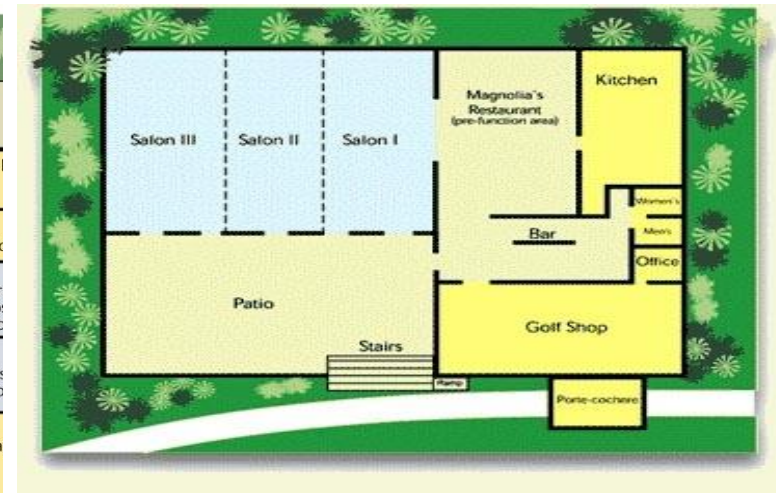 Kitchen
Magnolia's
Restaurant
(pre-function area)
Salon III
Salon II
Salon I
Women's
Men's
Bar
Office
Patio
Golf Shop
Stairs
Ramp
Porte-cochere